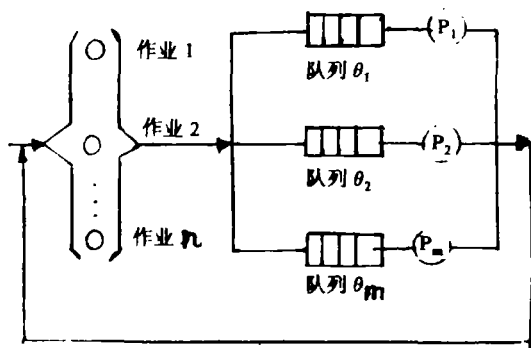 作业 1
作业 2
作业 n
P₁
队列 θ₁
P₂
队列 θ₂
Pₘ
队列 θm